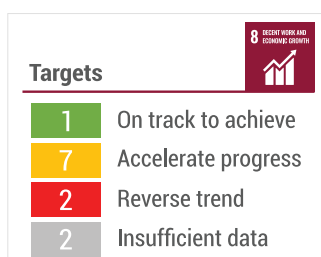 8 DECENT WORK AND
ECONOMIC GROWTH
Targets
1 On track to achieve
7 Accelerate progress
2 Reverse trend
2 Insufficient data